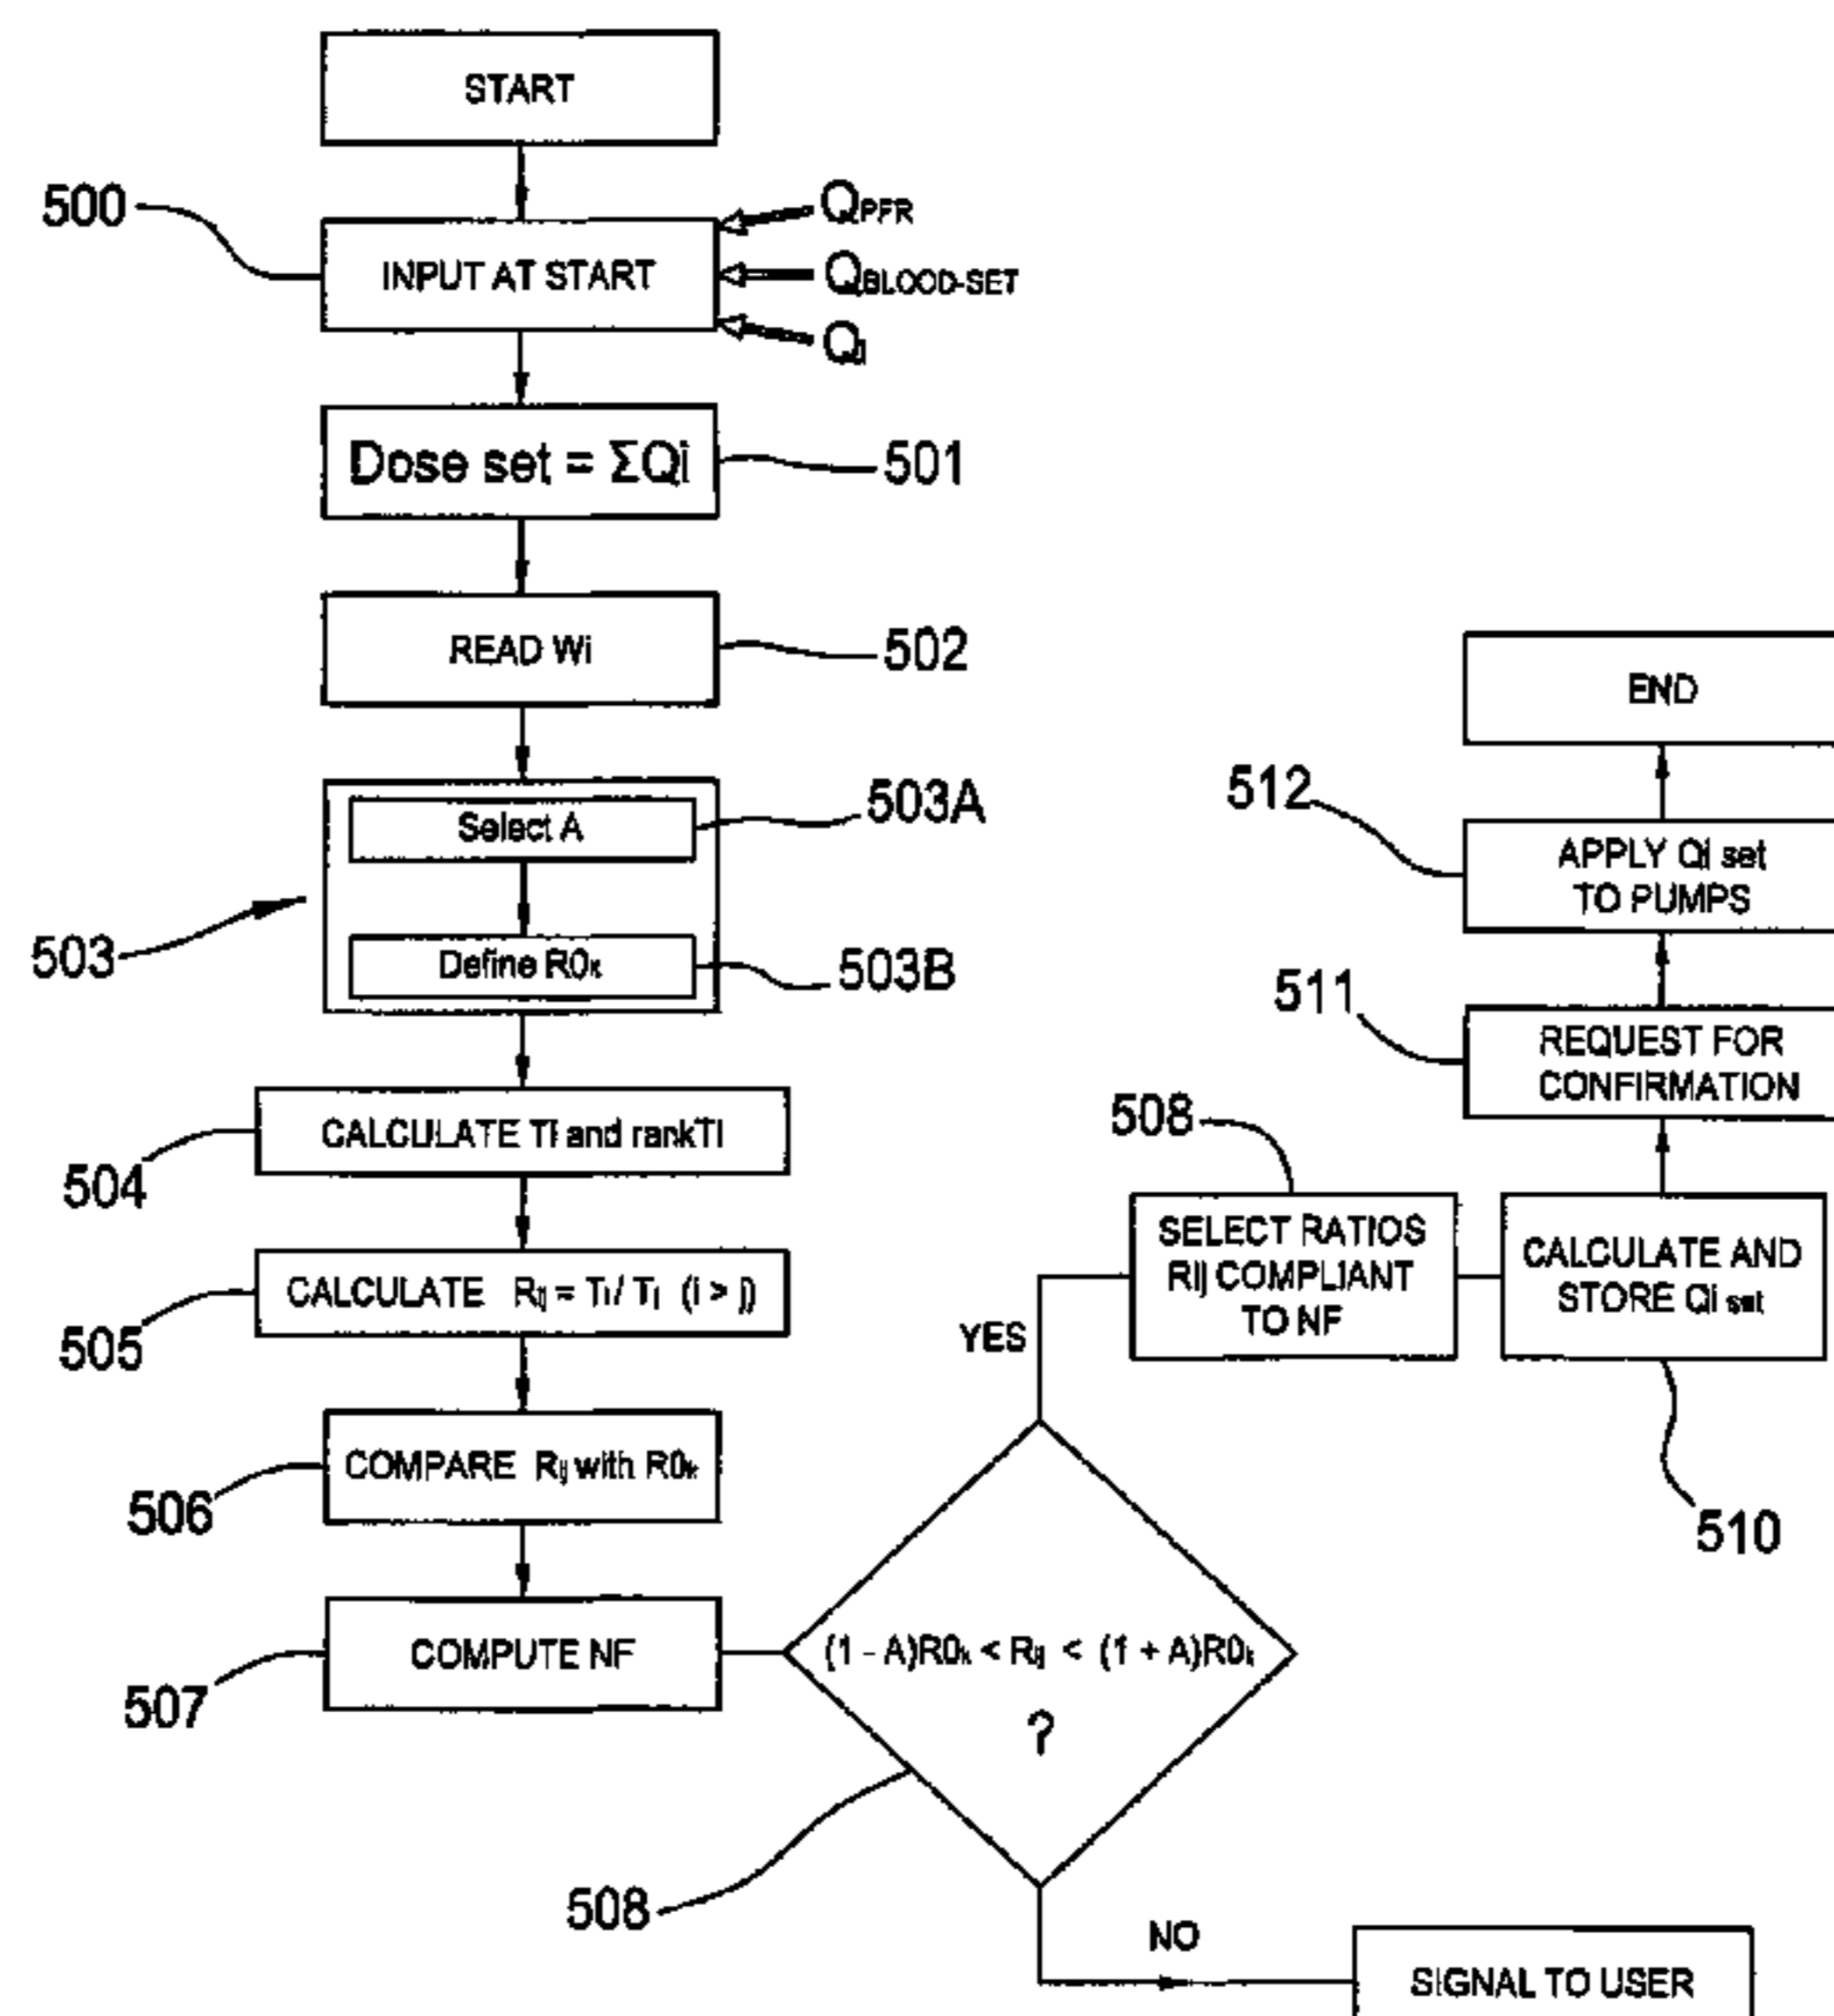 START
500
Q PFR
INPUT AT START
Q BLOOD-SET
Qi
Dose set = ΣQi
501
READ Wi
502
503
Select A
503A
Define R0k
503B
504
CALCULATE Ti and rankTi
505
CALCULATE Rij = Ti / Tj (i > j)
506
COMPARE Rij with R0k
507
COMPUTE NF
508
(1 - A)R0k < Rij < (1 + A)R0k
?
YES
NO
SIGNAL TO USER
508
SELECT RATIOS
Rij COMPLIANT
TO NF
CALCULATE AND
STORE Qi set
510
511
REQUEST FOR
CONFIRMATION
512
APPLY Qi set
TO PUMPS
END